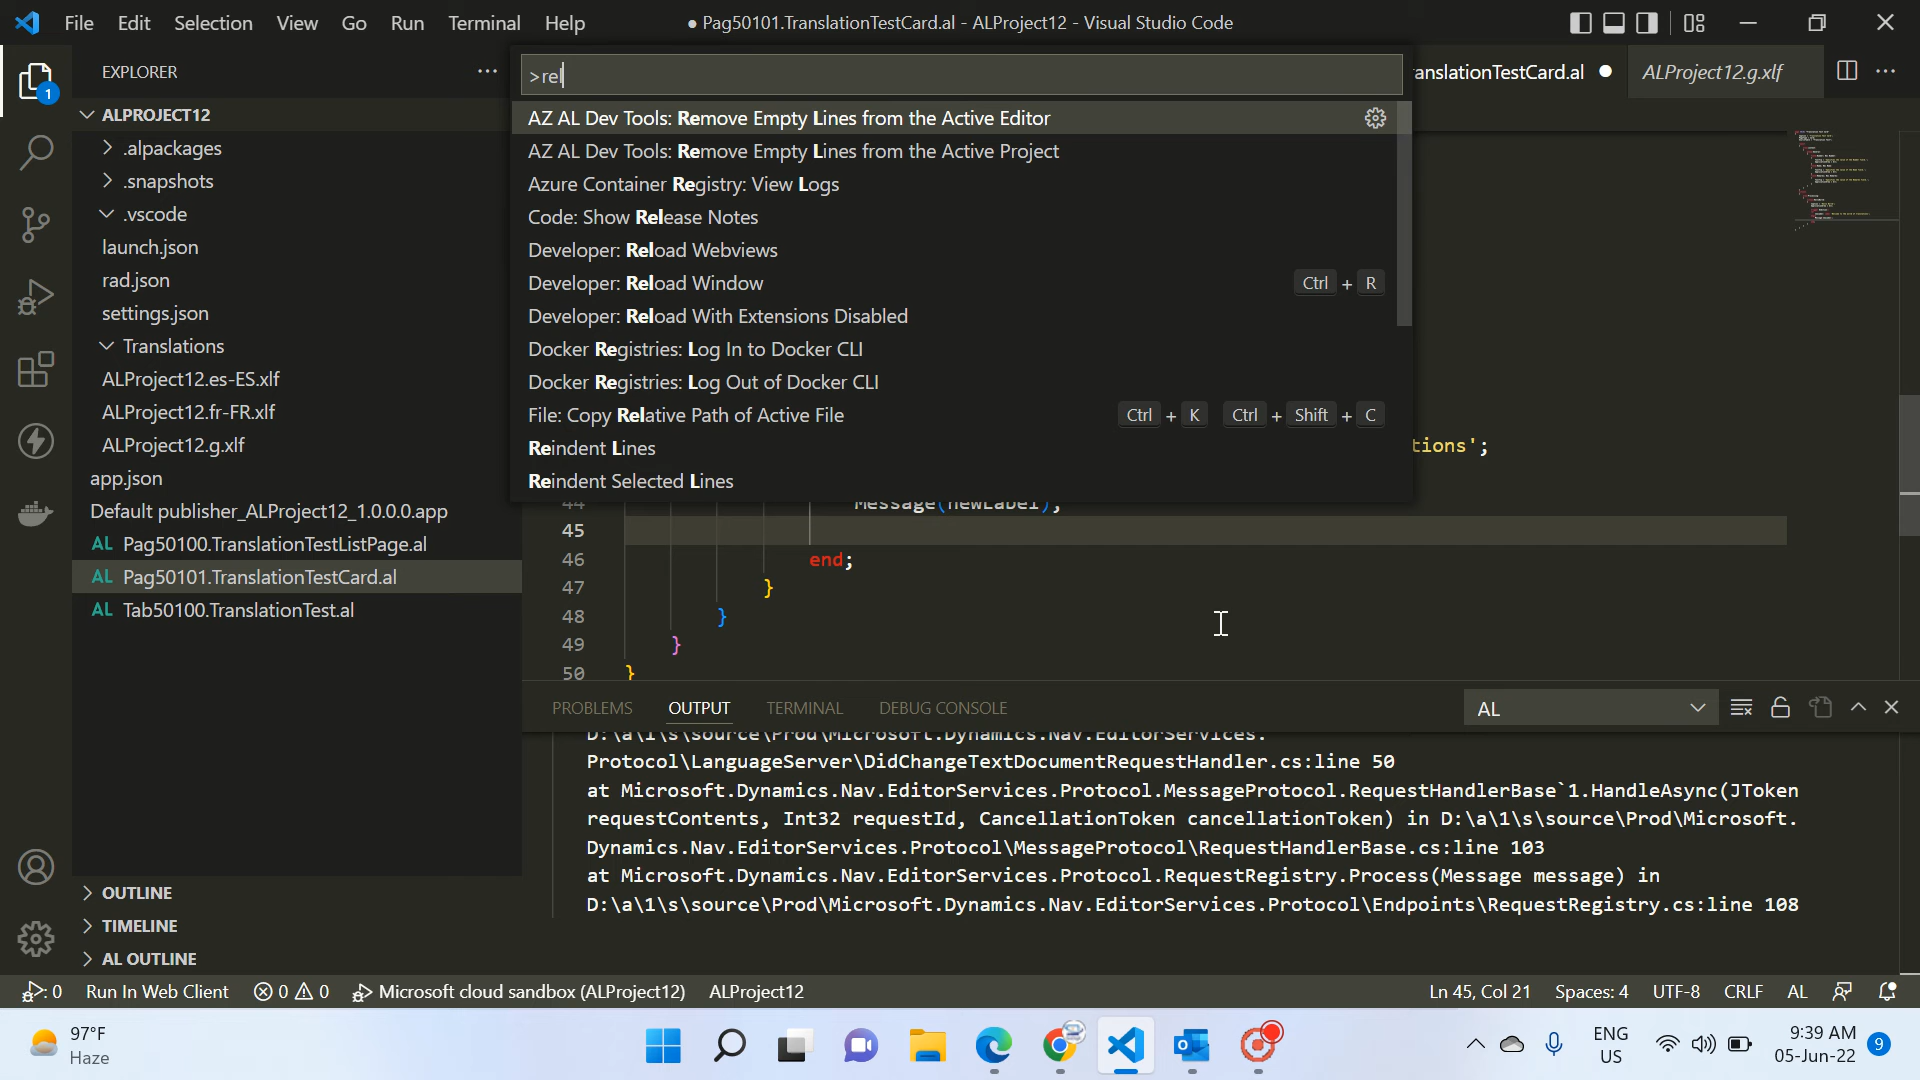 File Edit Selection View Go Run Terminal Help
● Pag50101.TranslationTestCard.al - ALProject12 - Visual Studio Code
EXPLORER
1
ALPROJECT12
.alpackages
.snapshots
.vscode
launch.json
rad.json
settings.json
Translations
ALProject12.es-ES.xlf
ALProject12.fr-FR.xlf
ALProject12.g.xlf
app.json
Default publisher_ALProject12_1.0.0.0.app
AL Pag50100.TranslationTestListPage.al
AL Pag50101.TranslationTestCard.al
AL Tab50100.TranslationTest.al
OUTLINE
TIMELINE
AL OUTLINE
>rel
AZ AL Dev Tools: Remove Empty Lines from the Active Editor
AZ AL Dev Tools: Remove Empty Lines from the Active Project
Azure Container Registry: View Logs
Code: Show Release Notes
Developer: Reload Webviews
Developer: Reload Window Ctrl + R
Developer: Reload With Extensions Disabled
Docker Registries: Log In to Docker CLI
Docker Registries: Log Out of Docker CLI
File: Copy Relative Path of Active File Ctrl + K Ctrl + Shift + C
Reindent Lines
Reindent Selected Lines
anslationTestCard.al ● ALProject12.g.xlf
tions';
44 Message(newLabel);
45
46 end;
47 }
48 }
49 }
50 }
PROBLEMS OUTPUT TERMINAL DEBUG CONSOLE AL
D:\a\1\s\source\Prod\Microsoft.Dynamics.Nav.EditorServices.
Protocol\LanguageServer\DidChangeTextDocumentRequestHandler.cs:line 50
at Microsoft.Dynamics.Nav.EditorServices.Protocol.MessageProtocol.RequestHandlerBase`1.HandleAsync(JToken
requestContents, Int32 requestId, CancellationToken cancellationToken) in D:\a\1\s\source\Prod\Microsoft.
Dynamics.Nav.EditorServices.Protocol\MessageProtocol\RequestHandlerBase.cs:line 103
at Microsoft.Dynamics.Nav.EditorServices.Protocol.RequestRegistry.Process(Message message) in
D:\a\1\s\source\Prod\Microsoft.Dynamics.Nav.EditorServices.Protocol\Endpoints\RequestRegistry.cs:line 108
: 0 Run In Web Client 0 0 Microsoft cloud sandbox (ALProject12) ALProject12 Ln 45, Col 21 Spaces: 4 UTF-8 CRLF AL
97°F
Haze
ENG
US
9:39 AM
05-Jun-22
9